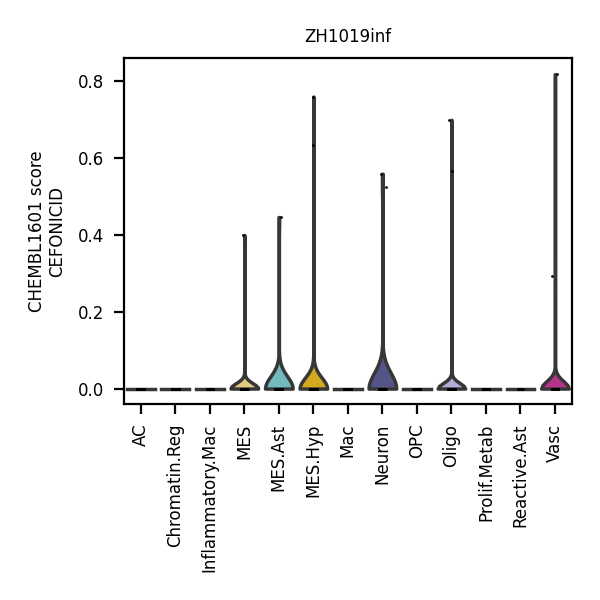 ZH1019inf
CHEMBL1601 score
CEFONICID
0.8
0.6
0.4
0.2
0.0
AC
Chromatin.Reg
Inflammatory.Mac
MES
MES.Ast
MES.Hyp
Mac
Neuron
OPC
Oligo
Prolif.Metab
Reactive.Ast
Vasc